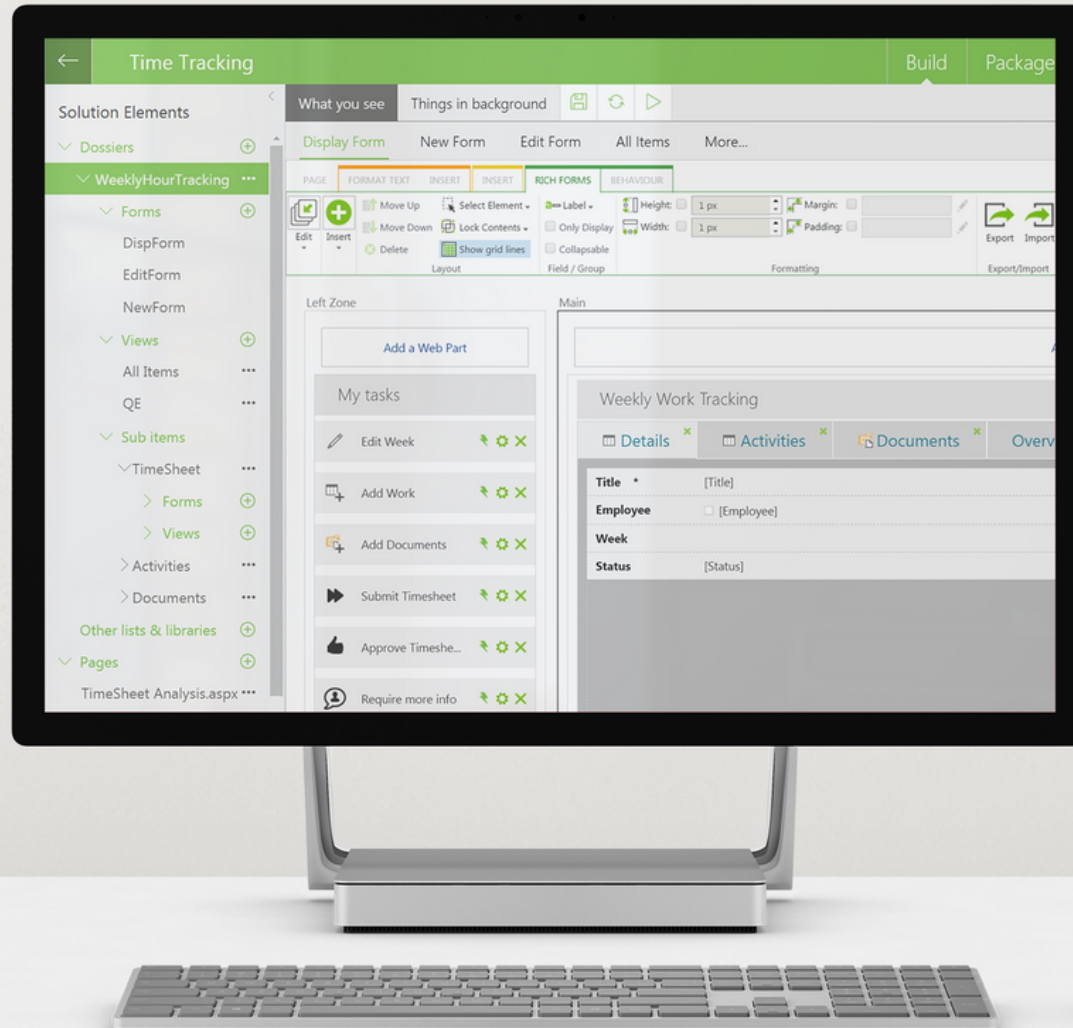 Time Tracking
Build
Package
Solution Elements
What you see
Things in background
Dossiers
Display Form
New Form
Edit Form
All Items
More...
WeeklyHourTracking
PAGE
FORMAT TEXT
INSERT
INSERT
RICH FORMS
BEHAVIOUR
Forms
DispForm
EditForm
NewForm
Views
All Items
QE
Sub items
TimeSheet
Forms
Views
Activities
Documents
Other lists & libraries
Pages
TimeSheet Analysis.aspx
Edit
Insert
Move Up
Move Down
Delete
Select Element
Lock Contents
Show grid lines
Layout
Label
Only Display
Collapsable
Field / Group
Height:
1 px
Width:
1 px
Margin:
Padding:
Formatting
Export
Import
Export/Import
Left Zone
Add a Web Part
My tasks
Edit Week
Add Work
Add Documents
Submit Timesheet
Approve Timeshe...
Require more info
Main
Weekly Work Tracking
Details
Activities
Documents
Overv
Title *
[Title]
Employee
[Employee]
Week
Status
[Status]